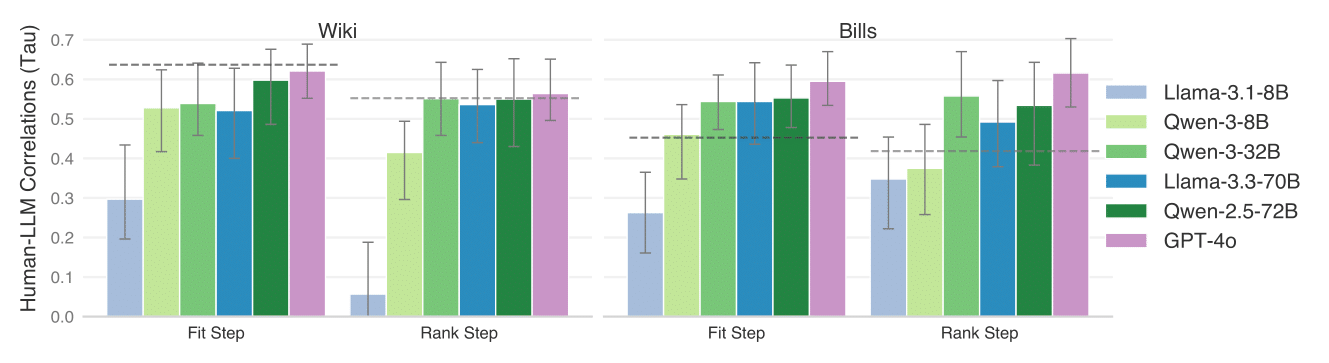 Wiki
Bills
Human-LLM Correlations (Tau)
0.7
0.6
0.5
0.4
0.3
0.2
0.1
0.0
Fit Step
Rank Step
Fit Step
Rank Step
Llama-3.1-8B
Qwen-3-8B
Qwen-3-32B
Llama-3.3-70B
Qwen-2.5-72B
GPT-4o